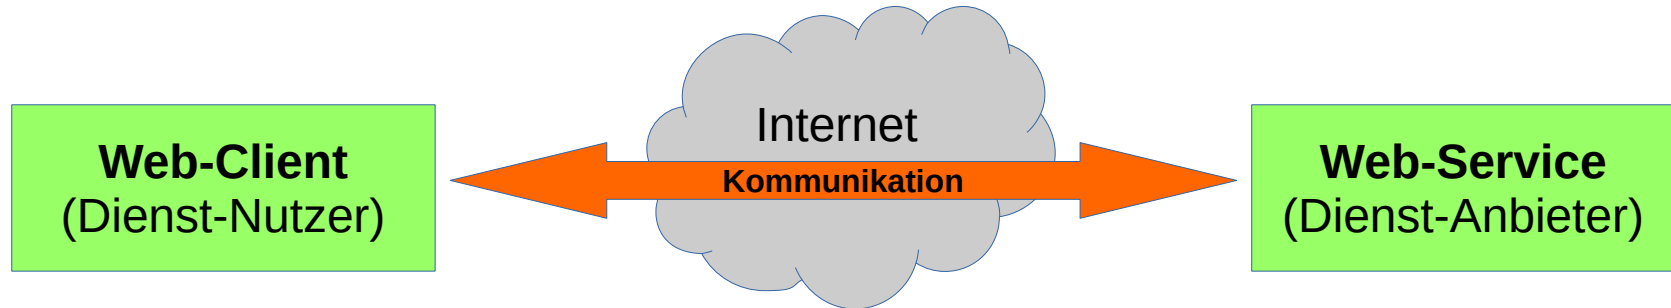 Web-Client
(Dienst-Nutzer)
Internet
Kommunikation
Web-Service
(Dienst-Anbieter)